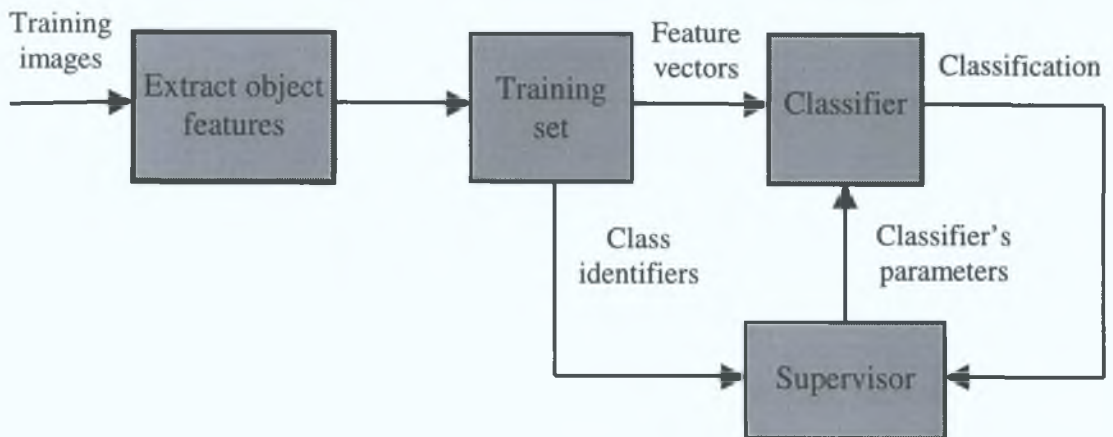 Training
images
Extract object
features
Training
set
Feature
vectors
Classifier
Classification
Class
identifiers
Classifier's
parameters
Supervisor